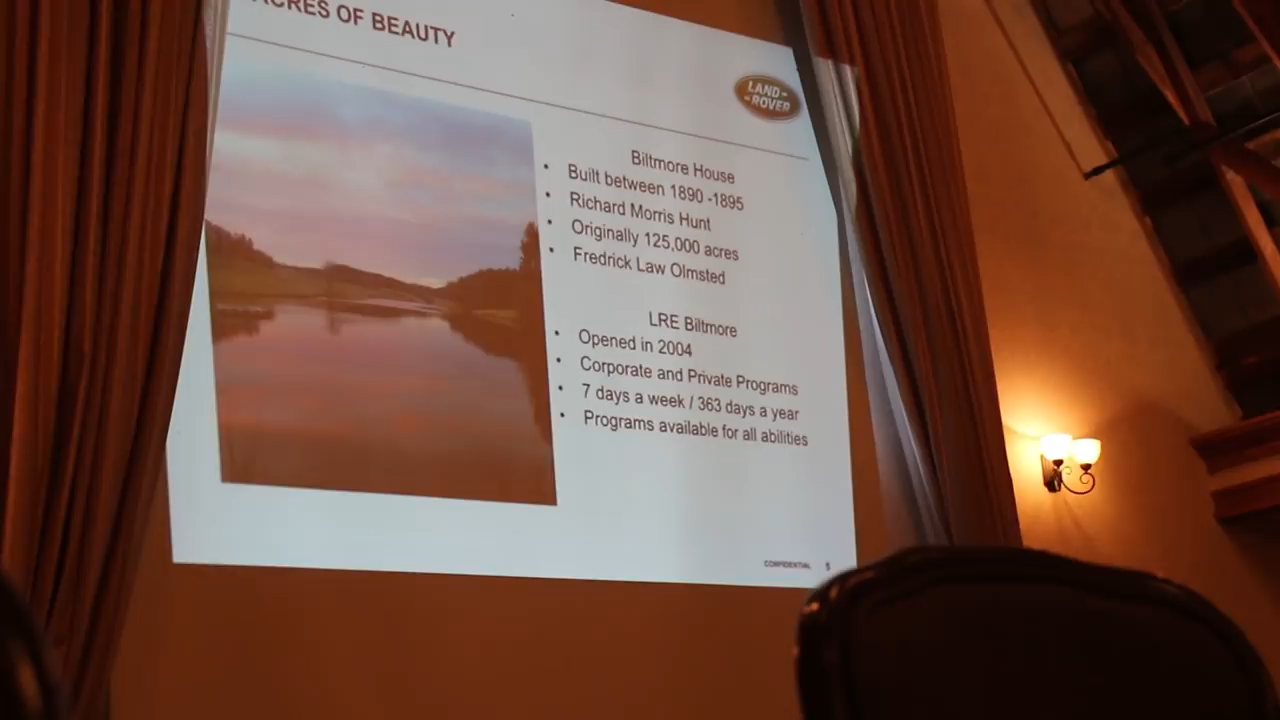 ACRES OF BEAUTY
LAND-
-ROVER
Biltmore House
• Built between 1890 -1895
• Richard Morris Hunt
• Originally 125,000 acres
• Fredrick Law Olmsted
LRE Biltmore
• Opened in 2004
• Corporate and Private Programs
• 7 days a week / 363 days a year
• Programs available for all abilities
CONFIDENTIAL 5